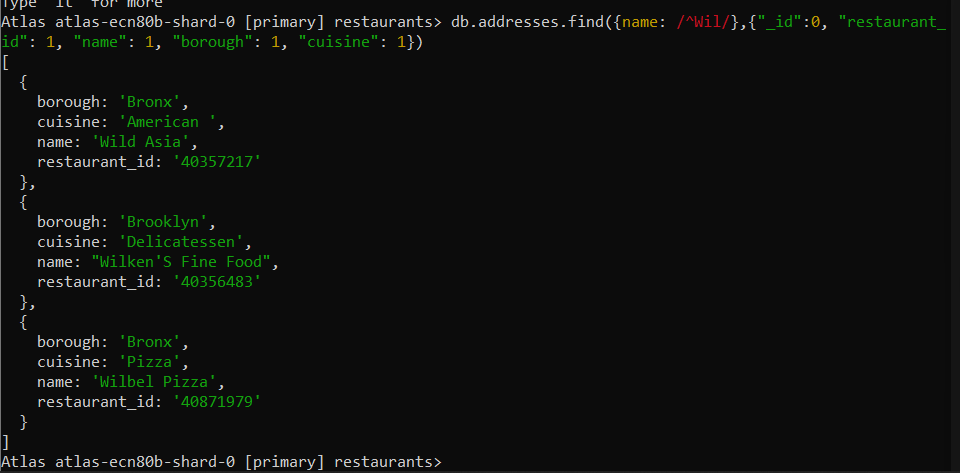 Type "it" for more
Atlas atlas-ecn80b-shard-0 [primary] restaurants> db.addresses.find({name: /^Wil/},{"_id":0, "restaurant_
id": 1, "name": 1, "borough": 1, "cuisine": 1})
[
  {
    borough: 'Bronx',
    cuisine: 'American ',
    name: 'Wild Asia',
    restaurant_id: '40357217'
  },
  {
    borough: 'Brooklyn',
    cuisine: 'Delicatessen',
    name: "Wilken'S Fine Food",
    restaurant_id: '40356483'
  },
  {
    borough: 'Bronx',
    cuisine: 'Pizza',
    name: 'Wilbel Pizza',
    restaurant_id: '40871979'
  }
]
Atlas atlas-ecn80b-shard-0 [primary] restaurants>